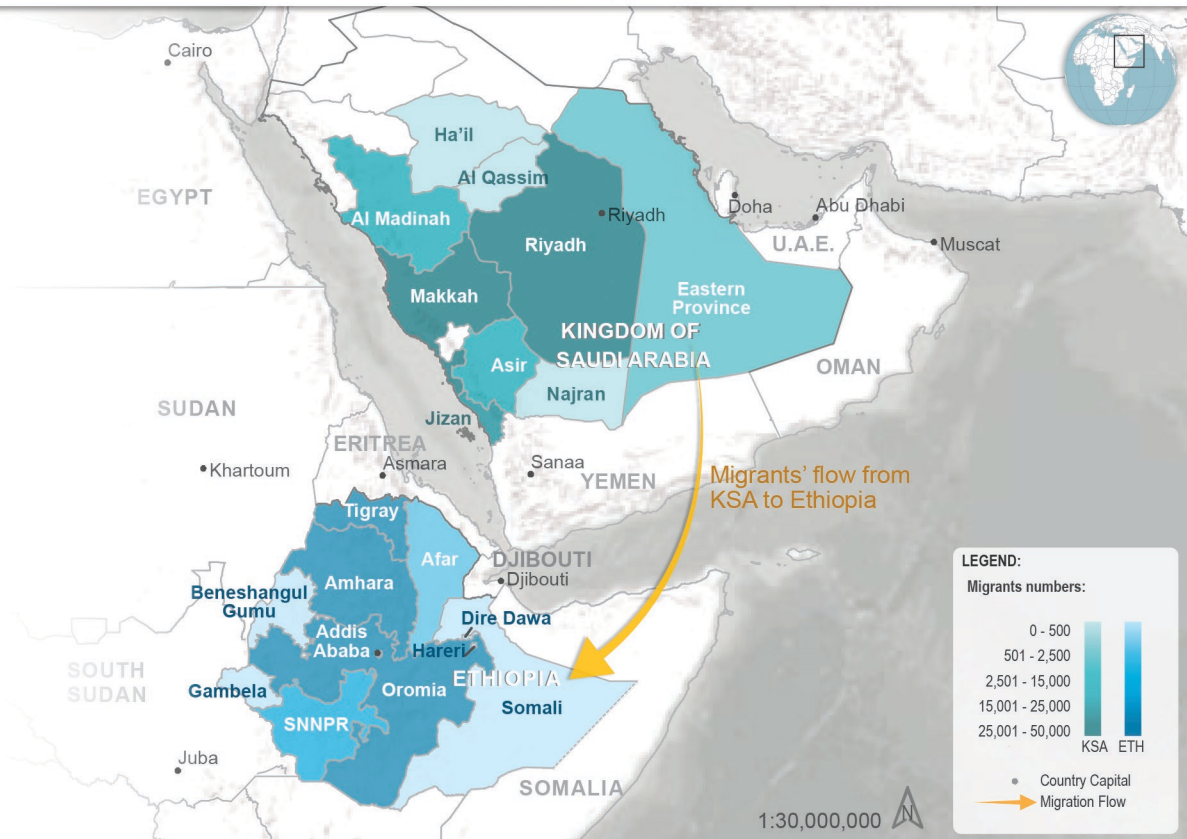 Cairo
Ha'il
Al Qassim
EGYPT
Al Madinah
Riyadh
Riyadh
Doha
Abu Dhabi
U.A.E.
Muscat
Makkah
Eastern
Province
KINGDOM OF
SAUDI ARABIA
Asir
Najran
OMAN
SUDAN
Jizan
ERITREA
Khartoum
Asmara
Sanaa
YEMEN
Migrants' flow from
KSA to Ethiopia
Tigray
Afar
DJIBOUTI
Djibouti
Amhara
Beneshangul
Gumu
Dire Dawa
Addis
Ababa
Hareri
SOUTH
SUDAN
Gambela
Oromia
ETHIOPIA
Somali
SNNPR
Juba
SOMALIA
1:30,000,000
N
LEGEND:
Migrants numbers:
0 - 500
501 - 2,500
2,501 - 15,000
15,001 - 25,000
25,001 - 50,000
KSA ETH
Country Capital
Migration Flow